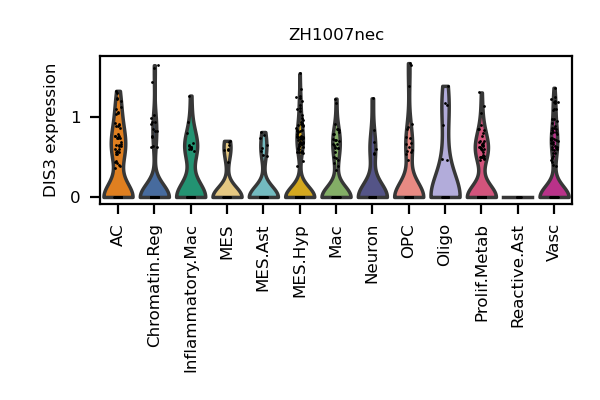 ZH1007nec
DIS3 expression
1
0
AC
Chromatin.Reg
Inflammatory.Mac
MES
MES.Ast
MES.Hyp
Mac
Neuron
OPC
Oligo
Prolif.Metab
Reactive.Ast
Vasc